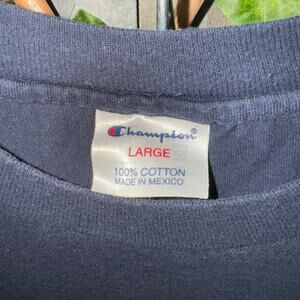 Champion®
LARGE
100% COTTON
MADE IN MEXICO